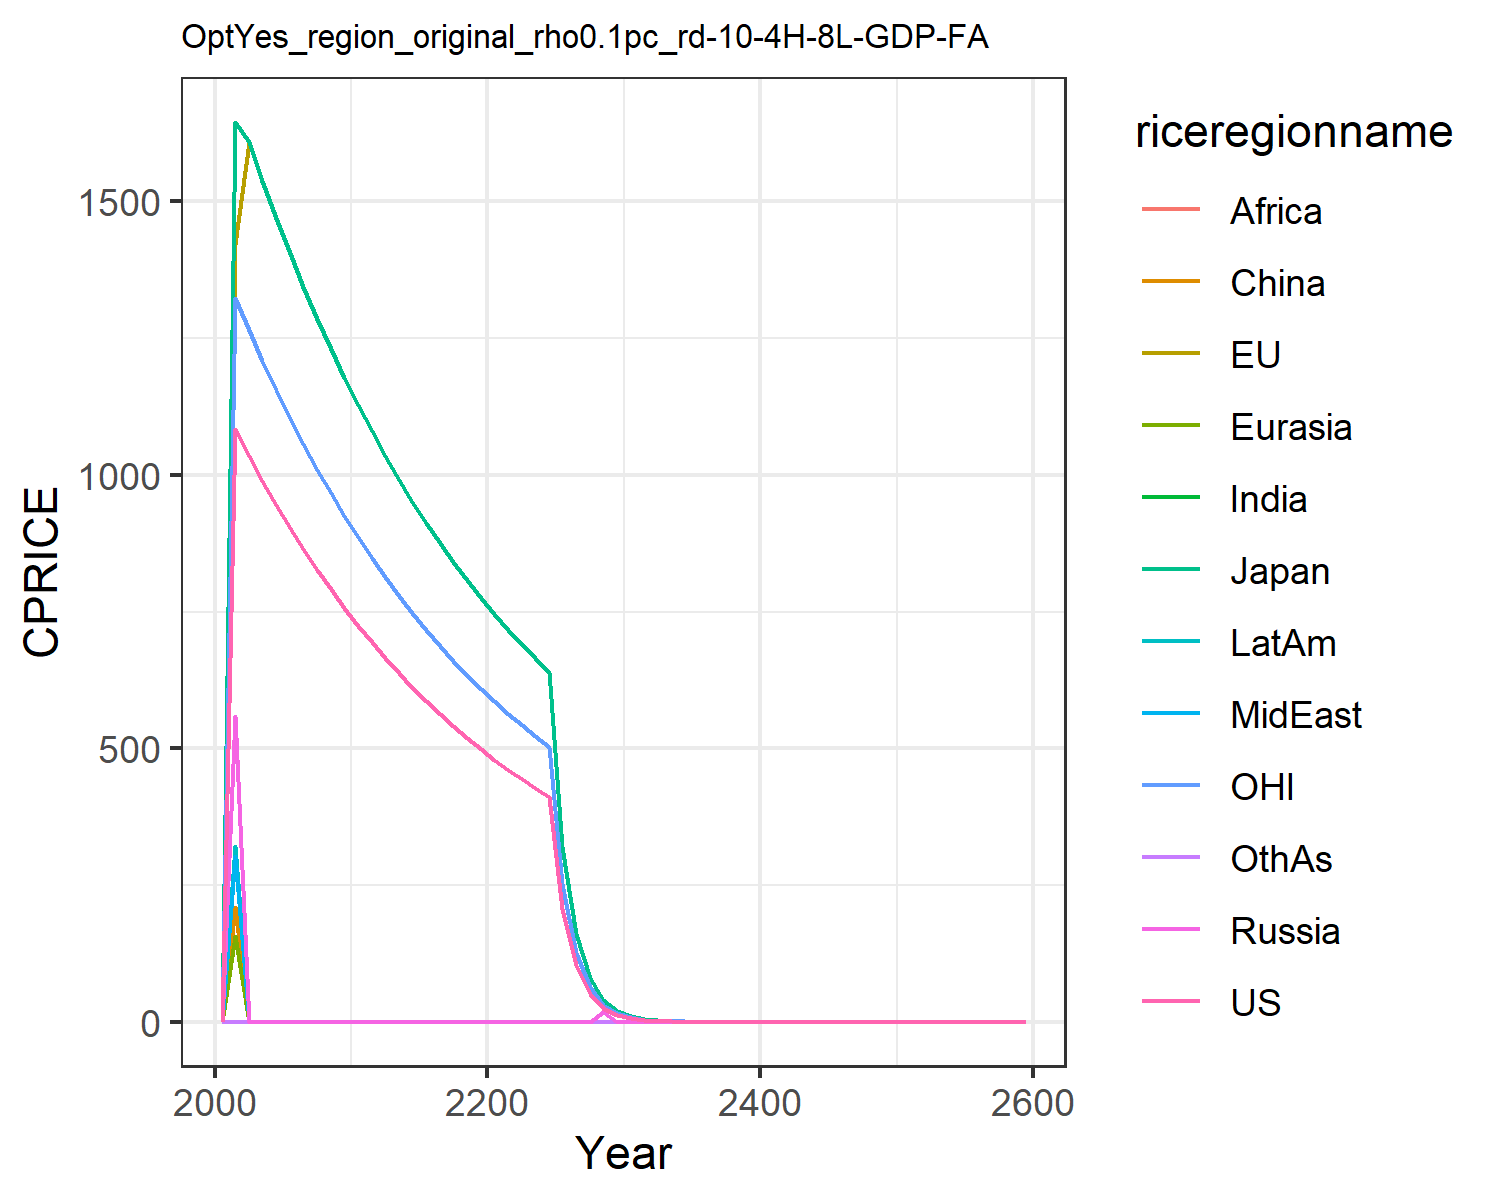 OptYes_region_original_rho0.1pc_rd-10-4H-8L-GDP-FA
CPRICE
1500
1000
500
0
2000
2200
2400
2600
Year
riceregionname
Africa
China
EU
Eurasia
India
Japan
LatAm
MidEast
OHI
OthAs
Russia
US